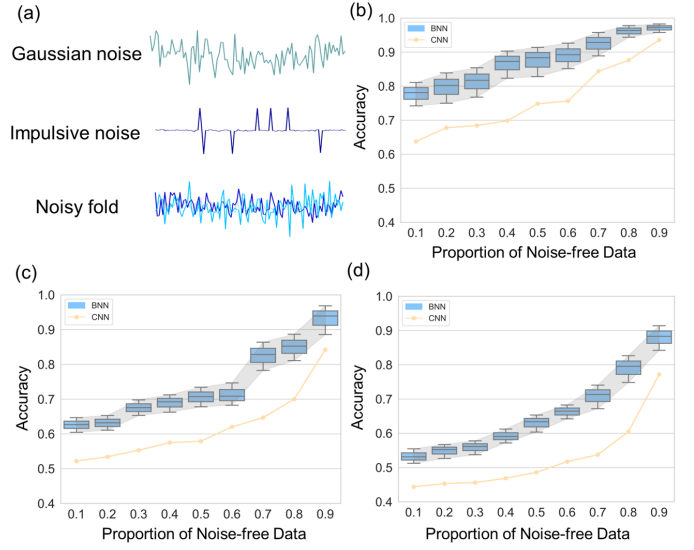 (a)
Gaussian noise
Impulsive noise
Noisy fold
(b)
BNN
CNN
Accuracy
1.0
0.9
0.8
0.7
0.6
0.5
0.4
0.1 0.2 0.3 0.4 0.5 0.6 0.7 0.8 0.9
Proportion of Noise-free Data
(c)
BNN
CNN
Accuracy
1.0
0.9
0.8
0.7
0.6
0.5
0.4
0.1 0.2 0.3 0.4 0.5 0.6 0.7 0.8 0.9
Proportion of Noise-free Data
(d)
BNN
CNN
Accuracy
1.0
0.9
0.8
0.7
0.6
0.5
0.4
0.1 0.2 0.3 0.4 0.5 0.6 0.7 0.8 0.9
Proportion of Noise-free Data